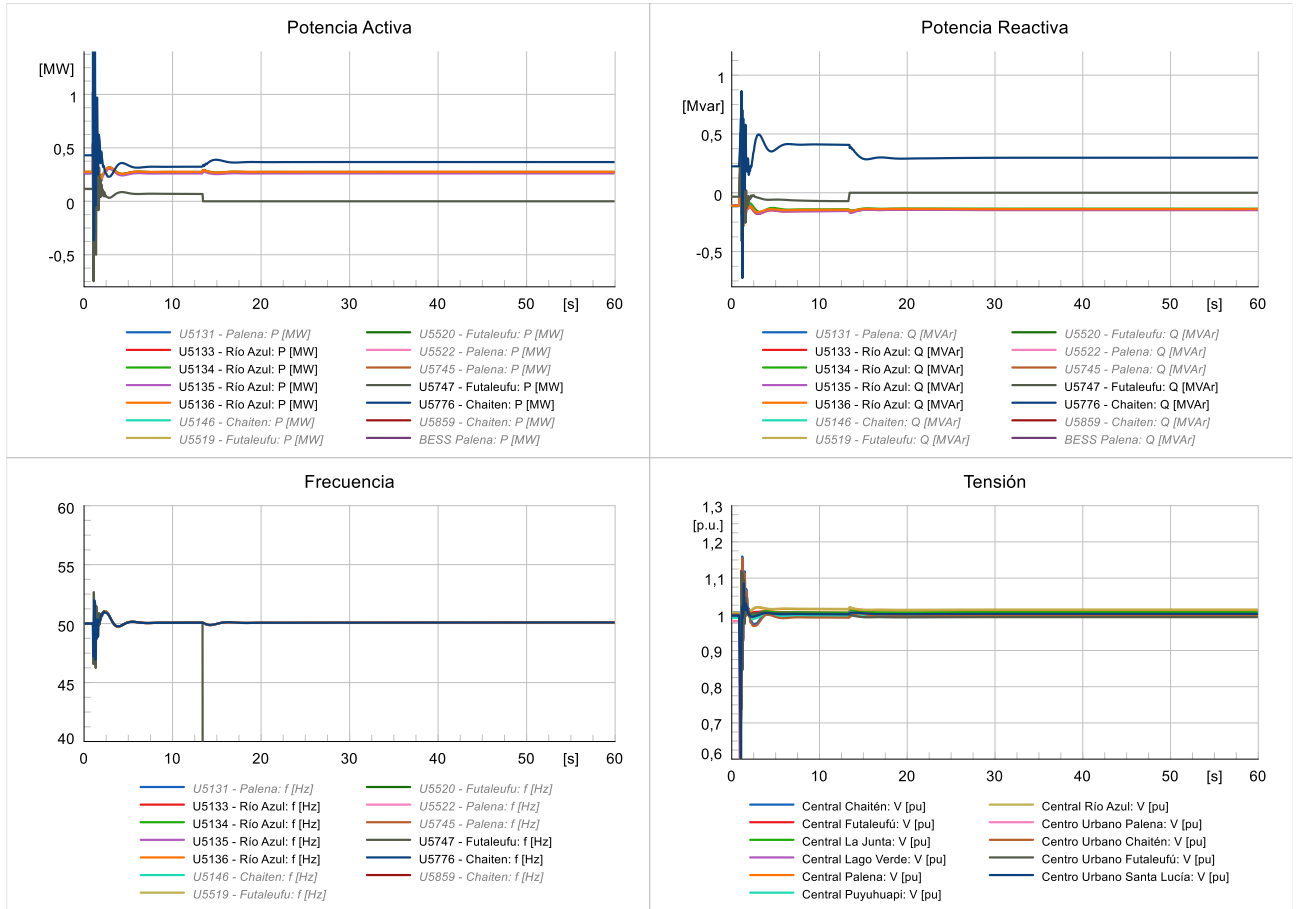 Potencia Activa
[MW]
1
0,5
0
-0,5
0 10 20 30 40 [s] 60
U5131 - Palena: P [MW] U5520 - Futaleufu: P [MW]
U5133 - Río Azul: P [MW] U5522 - Palena: P [MW]
U5134 - Río Azul: P [MW] U5745 - Palena: P [MW]
U5135 - Río Azul: P [MW] U5747 - Futaleufu: P [MW]
U5136 - Río Azul: P [MW] U5776 - Chaiten: P [MW]
U5146 - Chaiten: P [MW] U5859 - Chaiten: P [MW]
U5519 - Futaleufu: P [MW] BESS Palena: P [MW]
Potencia Reactiva
1
[Mvar]
0,5
0
-0,5
0 10 20 30 40 [s] 60
U5131 - Palena: Q [MVAr] U5520 - Futaleufu: Q [MVAr]
U5133 - Río Azul: Q [MVAr] U5522 - Palena: Q [MVAr]
U5134 - Río Azul: Q [MVAr] U5745 - Palena: Q [MVAr]
U5135 - Río Azul: Q [MVAr] U5747 - Futaleufu: Q [MVAr]
U5136 - Río Azul: Q [MVAr] U5776 - Chaiten: Q [MVAr]
U5146 - Chaiten: Q [MVAr] U5859 - Chaiten: Q [MVAr]
U5519 - Futaleufu: Q [MVAr] BESS Palena: Q [MVAr]
Frecuencia
60
55
50
45
40
0 10 20 30 40 50 [s] 60
U5131 - Palena: f [Hz] U5520 - Futaleufu: f [Hz]
U5133 - Río Azul: f [Hz] U5522 - Palena: f [Hz]
U5134 - Río Azul: f [Hz] U5745 - Palena: f [Hz]
U5135 - Río Azul: f [Hz] U5747 - Futaleufu: f [Hz]
U5136 - Río Azul: f [Hz] U5776 - Chaiten: f [Hz]
U5146 - Chaiten: f [Hz] U5859 - Chaiten: f [Hz]
U5519 - Futaleufu: f [Hz]
Tensión
1,3
[p.u.]
1,2
1,1
1
0,9
0,8
0,7
0,6
0 10 20 30 40 50 [s] 60
Central Chaitén: V [pu] Central Río Azul: V [pu]
Central Futaleufú: V [pu] Centro Urbano Palena: V [pu]
Central La Junta: V [pu] Centro Urbano Chaitén: V [pu]
Central Lago Verde: V [pu] Centro Urbano Futaleufú: V [pu]
Central Palena: V [pu] Centro Urbano Santa Lucía: V [pu]
Central Puyuhuapi: V [pu]